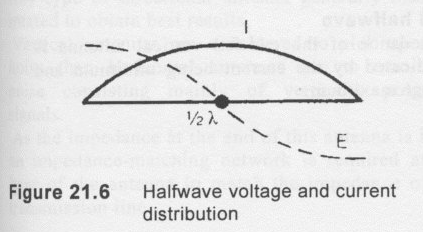 I
½ λ
E
Figure 21.6 Halfwave voltage and current
distribution